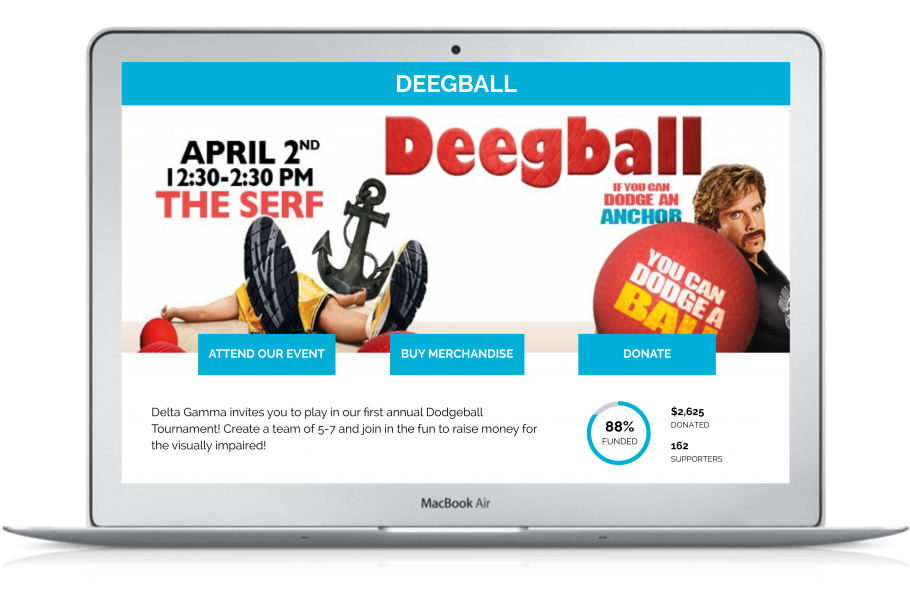 DEEGBALL
APRIL 2ND
12:30-2:30 PM
THE SERF
Deegball
IF YOU CAN
DODGE AN
ANCHOR
YOU CAN
DODGE A
BALL
ATTEND OUR EVENT
BUY MERCHANDISE
DONATE
Delta Gamma invites you to play in our first annual Dodgeball
Tournament! Create a team of 5-7 and join in the fun to raise money for
the visually impaired!
88%
FUNDED
$2,625
DONATED
162
SUPPORTERS
MacBook Air